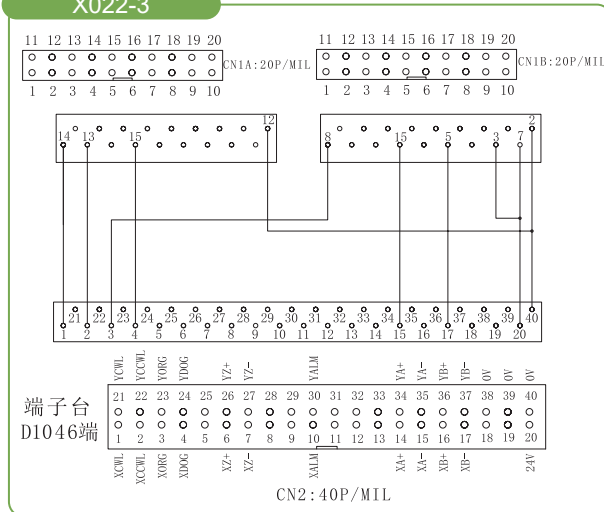 X022-3
11 12 13 14 15 16 17 18 19 20
CN1A:20P/MIL
1 2 3 4 5 6 7 8 9 10
11 12 13 14 15 16 17 18 19 20
CN1B:20P/MIL
1 2 3 4 5 6 7 8 9 10
12
14 13 15
2
8 15 5 3 7
21 22 23 24 25 26 27 28 29 30 31 32 33 34 35 36 37 38 39 40
1 2 3 4 5 6 7 8 9 10 11 12 13 14 15 16 17 18 19 20
YCWL YCCWL YORG YDOG YZ+ YZ- YALM YA+ YA- YB+ YB- 0V 0V 0V
21 22 23 24 25 26 27 28 29 30 31 32 33 34 35 36 37 38 39 40
端子台
D1046端
1 2 3 4 5 6 7 8 9 10 11 12 13 14 15 16 17 18 19 20
XCWL XCCWL XORG XDOG XZ+ XZ- XALM XA+ XA- XB+ XB- 24V
CN2:40P/MIL